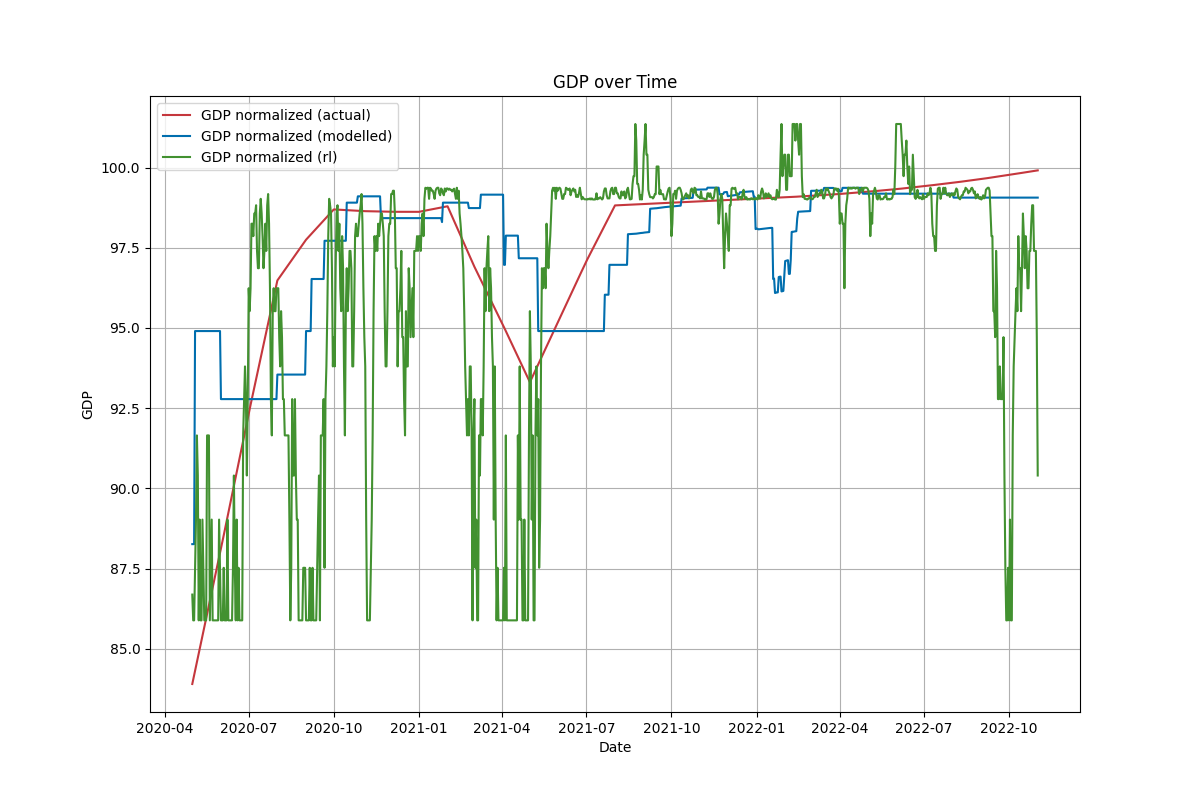 GDP over Time
GDP normalized (actual)
GDP normalized (modelled)
GDP normalized (rl)
GDP
100.0
97.5
95.0
92.5
90.0
87.5
85.0
2020-04 2020-07 2020-10 2021-01 2021-04 2021-07 2021-10 2022-01 2022-04 2022-07 2022-10
Date